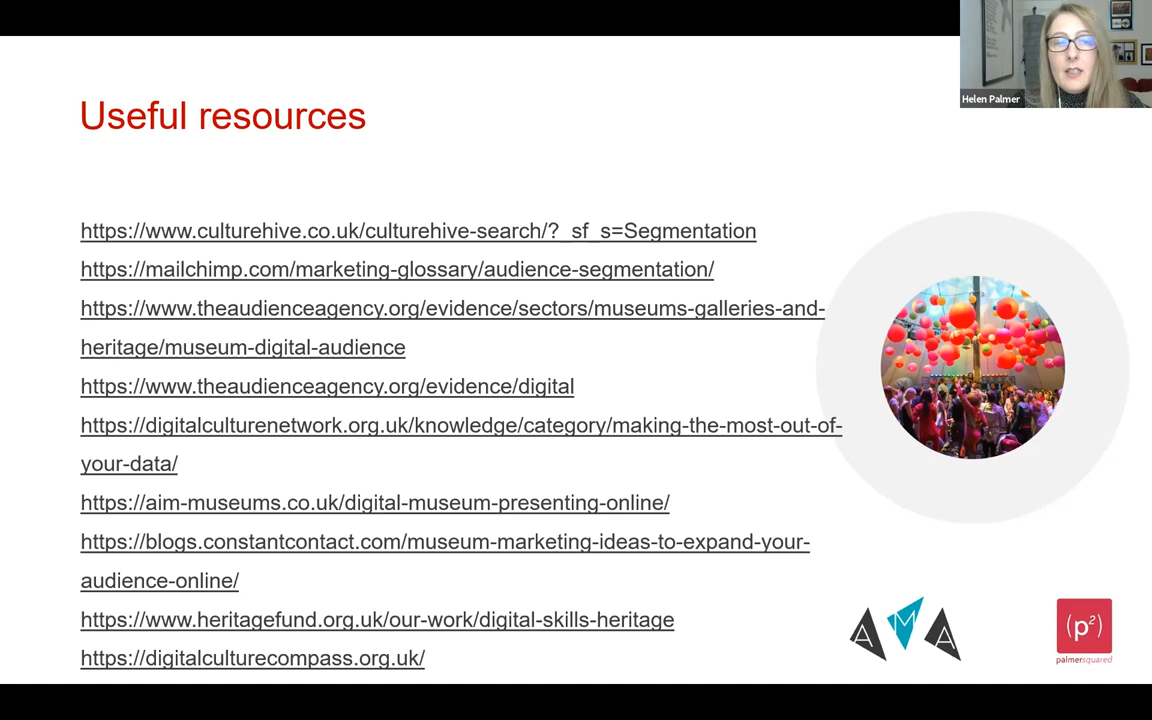 Helen Palmer
Useful resources
https://www.culturehive.co.uk/culturehive-search/?_sf_s=Segmentation
https://mailchimp.com/marketing-glossary/audience-segmentation/
https://www.theaudienceagency.org/evidence/sectors/museums-galleries-and-
heritage/museum-digital-audience
https://www.theaudienceagency.org/evidence/digital
https://digitalculturenetwork.org.uk/knowledge/category/making-the-most-out-of-
your-data/
https://aim-museums.co.uk/digital-museum-presenting-online/
https://blogs.constantcontact.com/museum-marketing-ideas-to-expand-your-
audience-online/
https://www.heritagefund.org.uk/our-work/digital-skills-heritage
https://digitalculturecompass.org.uk/
AMA
(p²)
palmersquared